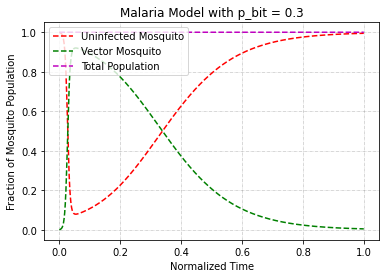 Malaria Model with p_bit = 0.3
Uninfected Mosquito
Vector Mosquito
Total Population
Fraction of Mosquito Population
1.0
0.8
0.6
0.4
0.2
0.0
0.0 0.2 0.4 0.6 0.8 1.0
Normalized Time